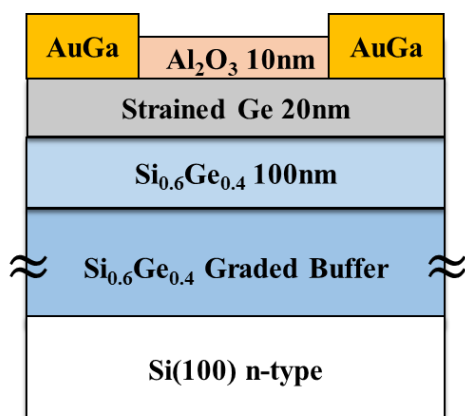 AuGa
AuGa
Al₂O₃ 10nm
Strained Ge 20nm
Si₀.₆Ge₀.₄ 100nm
≈ Si₀.₆Ge₀.₄ Graded Buffer ≈
Si(100) n-type